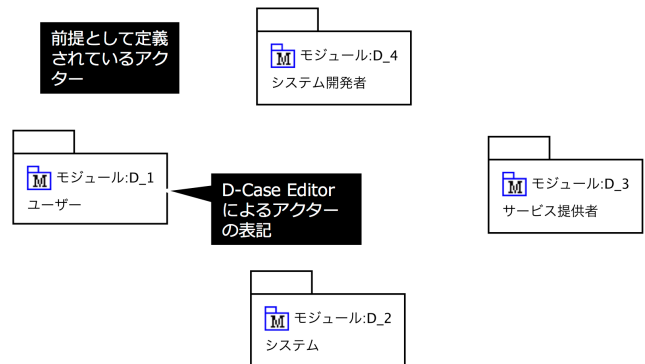 前提として定義
されているアク
ター
M モジュール:D_4
システム開発者
M モジュール:D_1
ユーザー
D-Case Editor
によるアクター
の表記
M モジュール:D_3
サービス提供者
M モジュール:D_2
システム